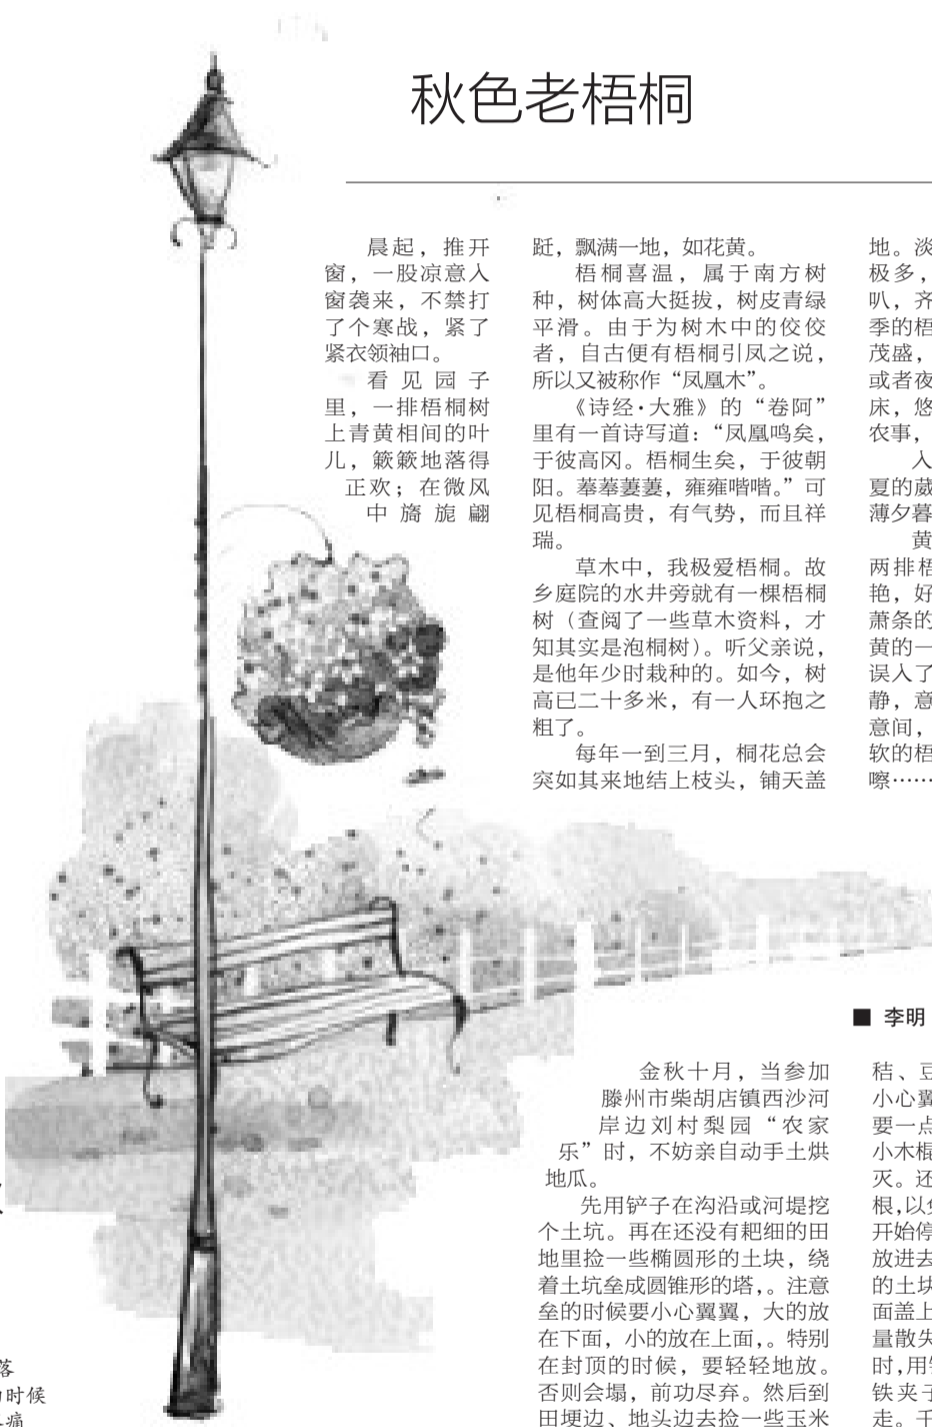 秋色老梧桐
晨起，推开
窗，一股凉意入
窗袭来，不禁打
了个寒战，紧了
紧衣领袖口。
看见园子
里，一排梧桐树
上青黄相间的叶
儿，簌簌地落得
正欢；在微风
中旖旎翩
跹，飘满一地，如花黄。
梧桐喜温，属于南方树
种，树体高大挺拔，树皮青绿
平滑。由于为树木中的佼佼
者，自古便有梧桐引凤之说，
所以又被称作“凤凰木”。
《诗经·大雅》的“卷阿”
里有一首诗写道：“凤凰鸣矣，
于彼高冈。梧桐生矣，于彼朝
阳。菶菶萋萋，雍雍喈喈。”可
见梧桐高贵，有气势，而且祥
瑞。
草木中，我极爱梧桐。故
乡庭院的水井旁就有一棵梧桐
树（查阅了一些草木资料，才
知其实是泡桐树）。听父亲说，
是他年少时栽种的。如今，树
高已二十多米，有一人环抱之
粗了。
每年一到三月，桐花总会
突如其来地结上枝头，铺天盖
地。淡
极多，
叭，齐
季的梧
茂盛，
或者夜
床，悠
农事，
入
夏的葳
薄夕暮
黄
两排梧
艳，好
萧条的
黄的一
误入了
静，意
意间，
软的梧
嚓……
■ 李明
金秋十月，当参加
滕州市柴胡店镇西沙河
岸边刘村梨园“农家
乐”时，不妨亲自动手土烘
地瓜。
先用铲子在沟沿或河堤挖
个土坑。再在还没有耙细的田
地里捡一些椭圆形的土块，绕
着土坑垒成圆锥形的塔，。注意
垒的时候要小心翼翼，大的放
在下面，小的放在上面，。特别
在封顶的时候，要轻轻地放。
否则会塌，前功尽弃。然后到
田埂边、地头边去捡一些玉米
秸、豆
小心翼
要一点
小木棍
灭。还
根，以免
开始停
放进去
的土块
面盖上
量散失
时，用铁
铁夹子
走。千
落
时候
痛